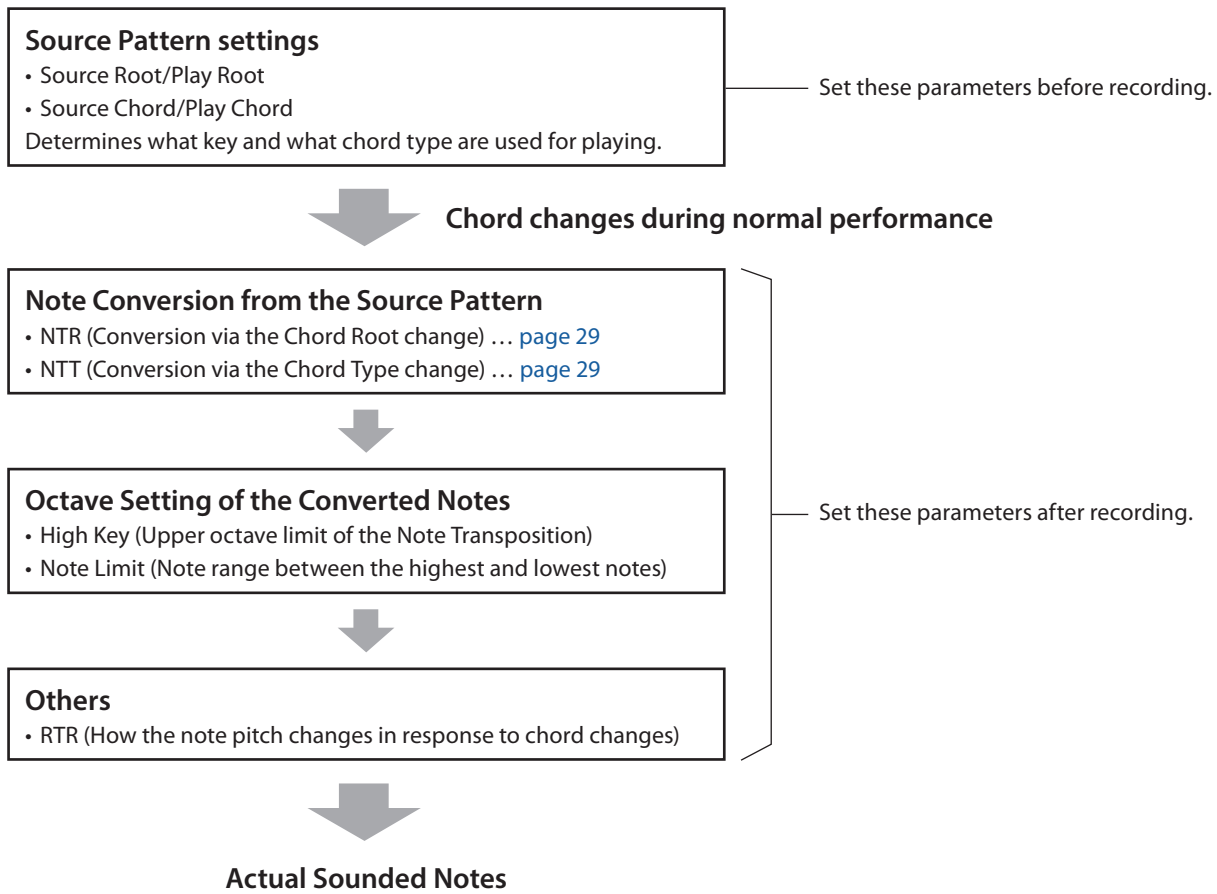 Source Pattern settings
• Source Root/Play Root
• Source Chord/Play Chord
Determines what key and what chord type are used for playing.
Set these parameters before recording.
Chord changes during normal performance
Note Conversion from the Source Pattern
• NTR (Conversion via the Chord Root change) … page 29
• NTT (Conversion via the Chord Type change) … page 29
Octave Setting of the Converted Notes
• High Key (Upper octave limit of the Note Transposition)
• Note Limit (Note range between the highest and lowest notes)
Set these parameters after recording.
Others
• RTR (How the note pitch changes in response to chord changes)
Actual Sounded Notes